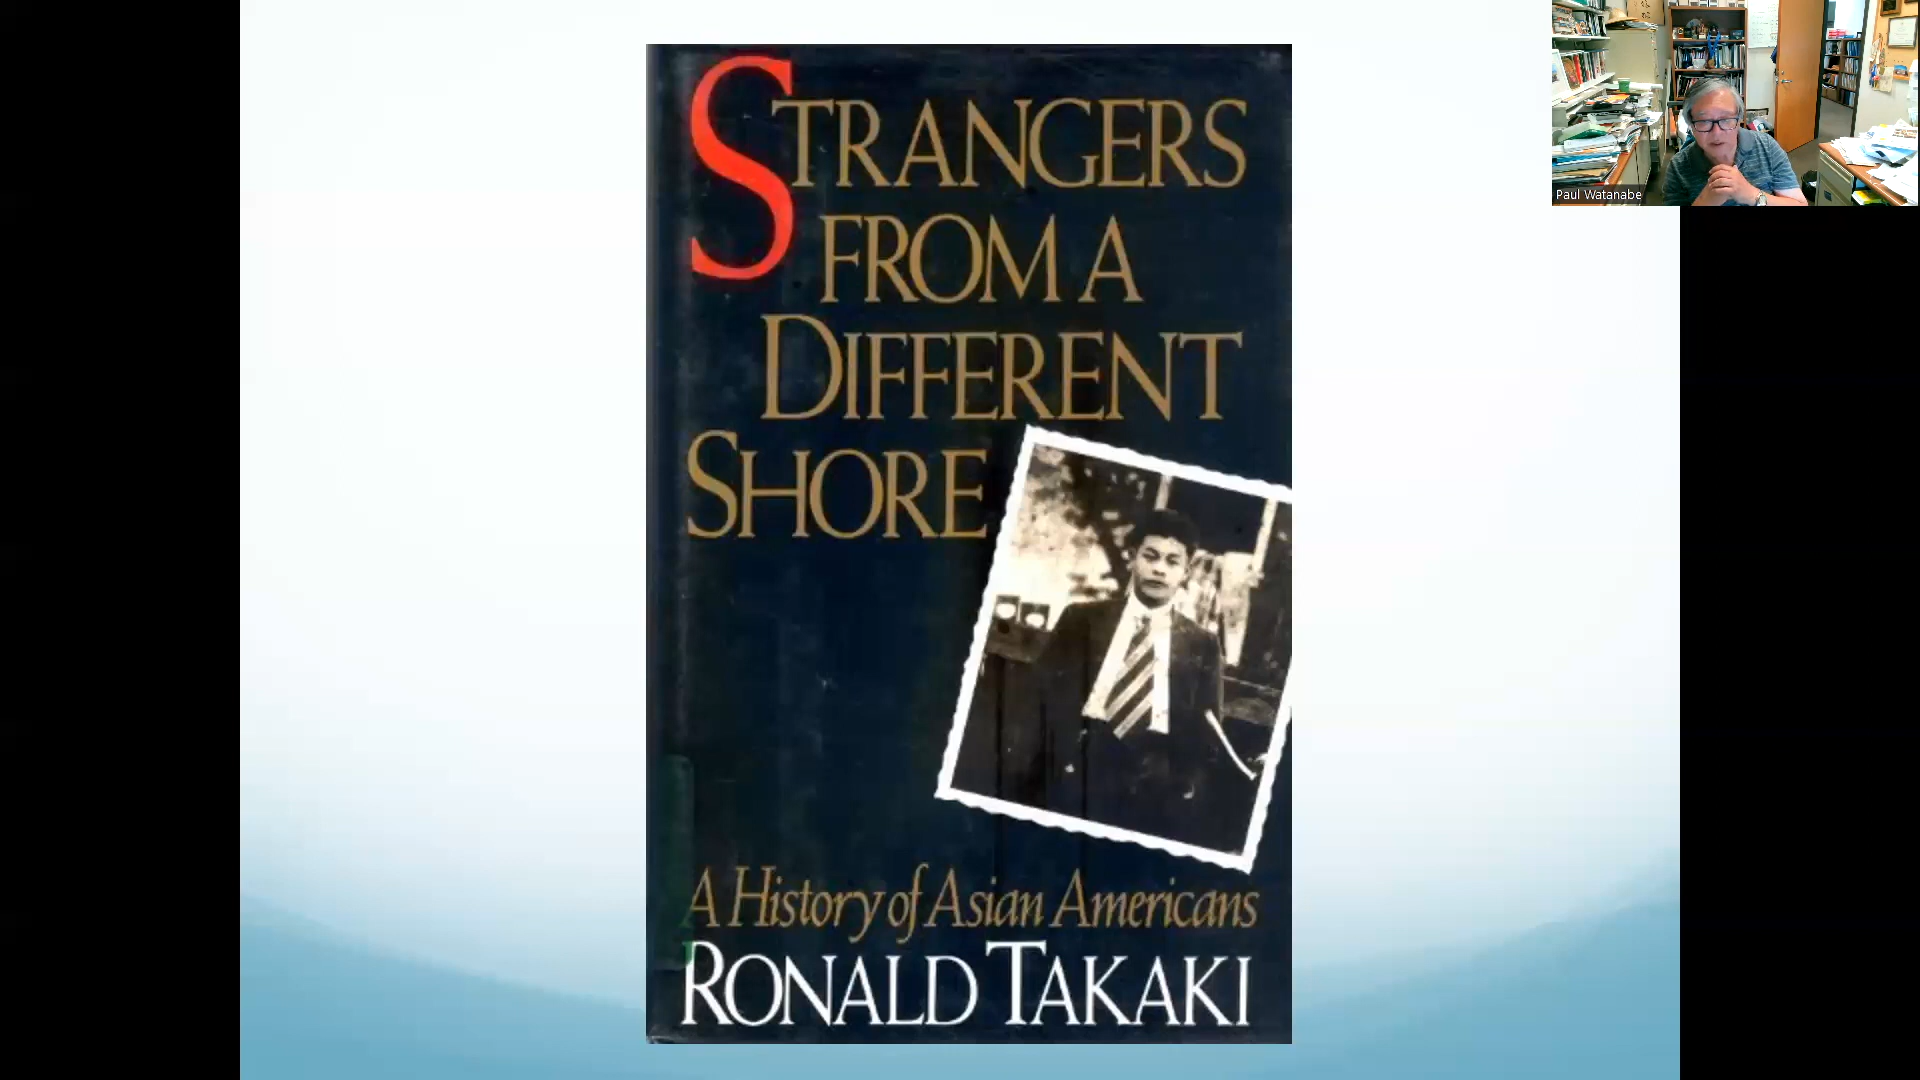 STRANGERS
FROM A
DIFFERENT
SHORE
A History of Asian Americans
RONALD TAKAKI
Paul Watanabe